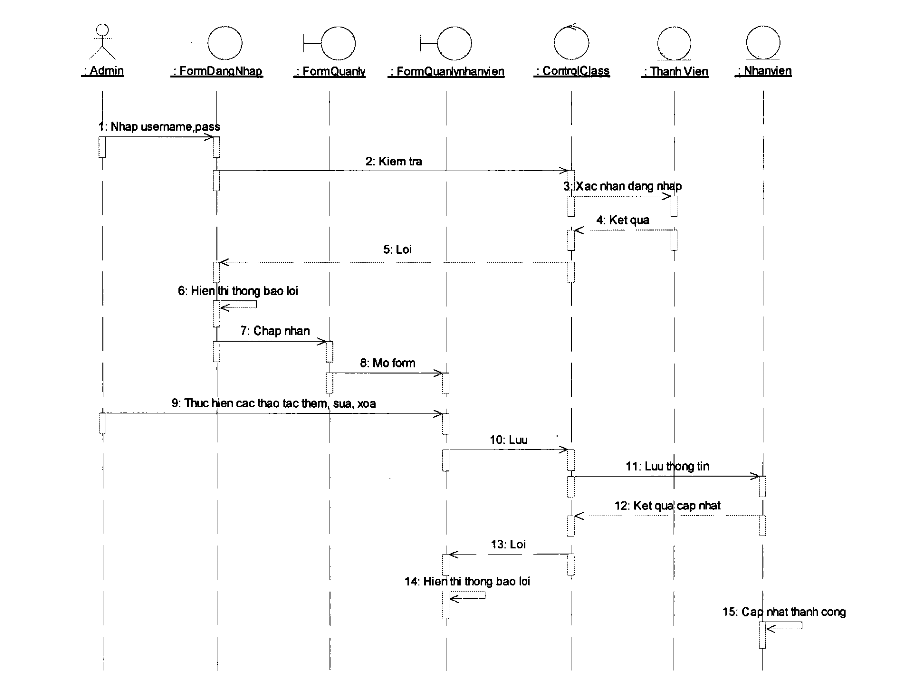 : Admin
: FormDangNhap
: FormQuanly
: FormQuanlynhanvien
: ControlClass
: Thanh Vien
: Nhanvien
1: Nhap username,pass
2: Kiem tra
3: Xac nhan dang nhap
4: Ket qua
5: Loi
6: Hien thi thong bao loi
7: Chap nhan
8: Mo form
9: Thuc hien cac thao tac them, sua, xoa
10: Luu
11: Luu thong tin
12: Ket qua cap nhat
13: Loi
14: Hien thi thong bao loi
15: Cap nhat thanh cong